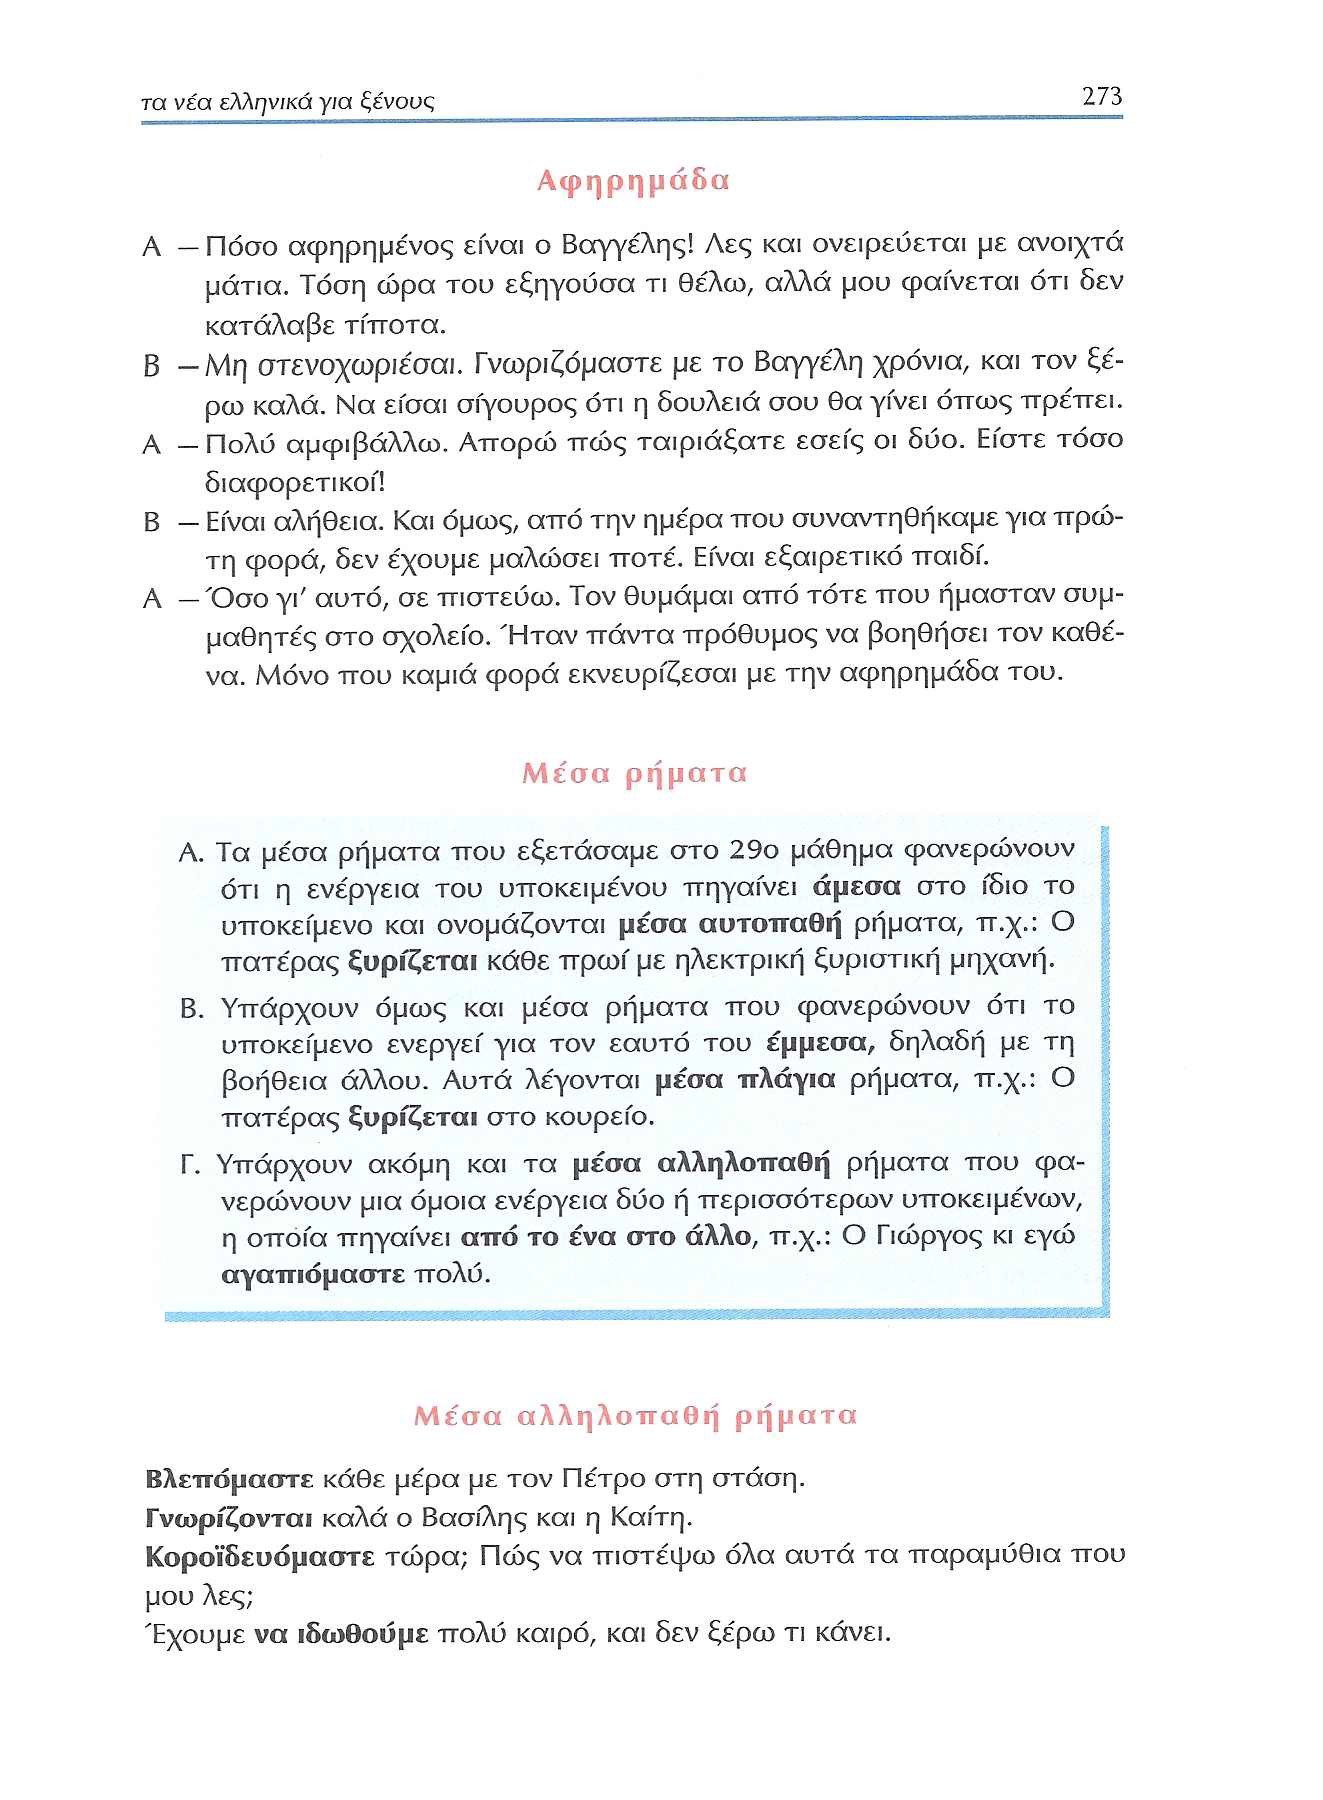 τα νέα ελληνικά για ξένους 273
Αφηρημάδα
Α – Πόσο αφηρημένος είναι ο Βαγγέλης! Λες και ονειρεύεται με ανοιχτά
μάτια. Τόση ώρα του εξηγούσα τι θέλω, αλλά μου φαίνεται ότι δεν
κατάλαβε τίποτα.
Β – Μη στενοχωριέσαι. Γνωριζόμαστε με το Βαγγέλη χρόνια, και τον ξέ-
ρω καλά. Να είσαι σίγουρος ότι η δουλειά σου θα γίνει όπως πρέπει.
Α – Πολύ αμφιβάλλω. Απορώ πώς ταιριάξατε εσείς οι δύο. Είστε τόσο
διαφορετικοί!
Β – Είναι αλήθεια. Και όμως, από την ημέρα που συναντηθήκαμε για πρώ-
τη φορά, δεν έχουμε μαλώσει ποτέ. Είναι εξαιρετικό παιδί.
Α – Όσο γι' αυτό, σε πιστεύω. Τον θυμάμαι από τότε που ήμασταν συμ-
μαθητές στο σχολείο. Ήταν πάντα πρόθυμος να βοηθήσει τον καθέ-
να. Μόνο που καμιά φορά εκνευρίζεσαι με την αφηρημάδα του.
Μέσα ρήματα
Α. Τα μέσα ρήματα που εξετάσαμε στο 29ο μάθημα φανερώνουν
ότι η ενέργεια του υποκειμένου πηγαίνει άμεσα στο ίδιο το
υποκείμενο και ονομάζονται μέσα αυτοπαθή ρήματα, π.χ.: Ο
πατέρας ξυρίζεται κάθε πρωί με ηλεκτρική ξυριστική μηχανή.
Β. Υπάρχουν όμως και μέσα ρήματα που φανερώνουν ότι το
υποκείμενο ενεργεί για τον εαυτό του έμμεσα, δηλαδή με τη
βοήθεια άλλου. Αυτά λέγονται μέσα πλάγια ρήματα, π.χ.: Ο
πατέρας ξυρίζεται στο κουρείο.
Γ. Υπάρχουν ακόμη και τα μέσα αλληλοπαθή ρήματα που φα-
νερώνουν μια όμοια ενέργεια δύο ή περισσότερων υποκειμένων,
η οποία πηγαίνει από το ένα στο άλλο, π.χ.: Ο Γιώργος κι εγώ
αγαπιόμαστε πολύ.
Μέσα αλληλοπαθή ρήματα
Βλεπόμαστε κάθε μέρα με τον Πέτρο στη στάση.
Γνωρίζονται καλά ο Βασίλης και η Καίτη.
Κοροϊδευόμαστε τώρα; Πώς να πιστέψω όλα αυτά τα παραμύθια που
μου λες;
Έχουμε να ιδωθούμε πολύ καιρό, και δεν ξέρω τι κάνει.